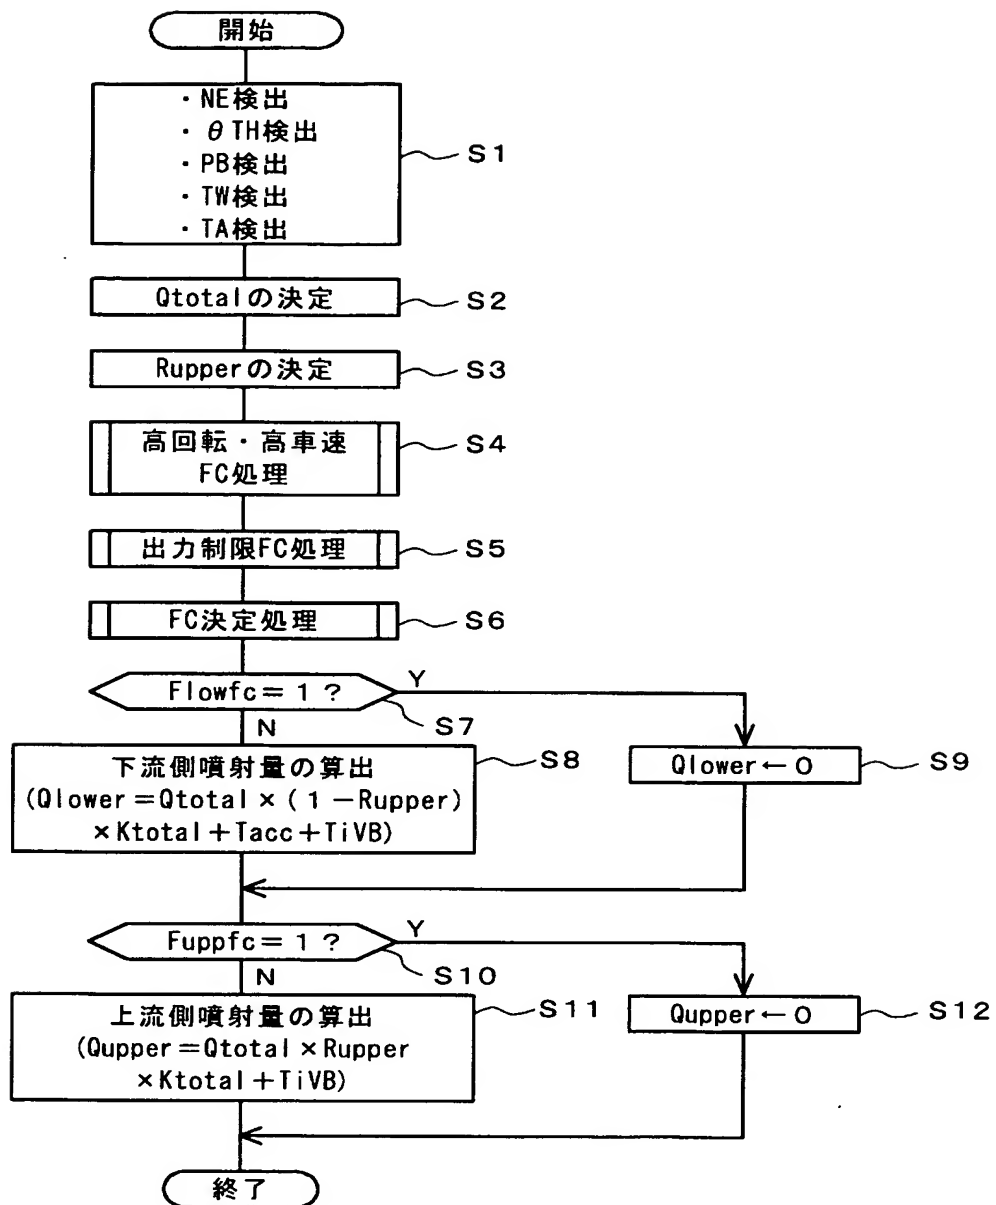 開始
・NE検出
・θTH検出
・PB検出
・TW検出
・TA検出
S1
Qtotalの決定
S2
Rupperの決定
S3
高回転・高車速
FC処理
S4
出力制限FC処理
S5
FC決定処理
S6
Flowfc＝1？
Y
S7
N
下流側噴射量の算出
(Qlower＝Qtotal×(1－Rupper)
×Ktotal＋Tacc＋TiVB)
S8
Qlower←0
S9
Fuppfc＝1？
Y
S10
N
上流側噴射量の算出
(Qupper＝Qtotal×Rupper
×Ktotal＋TiVB)
S11
Qupper←0
S12
終了